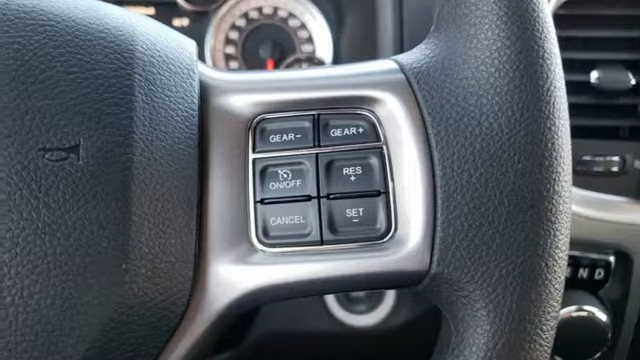 GEAR− GEAR+
ON/OFF RES
+
CANCEL SET
−
N D